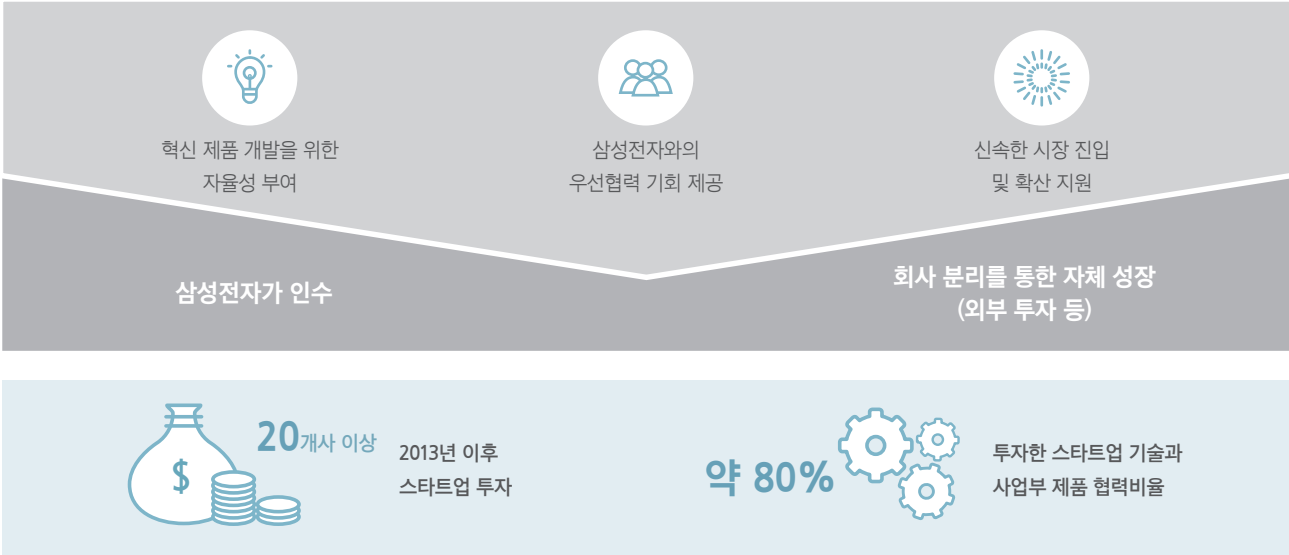 혁신 제품 개발을 위한
자율성 부여
삼성전자와의
우선협력 기회 제공
신속한 시장 진입
및 확산 지원
삼성전자가 인수
회사 분리를 통한 자체 성장
(외부 투자 등)
$
20개사 이상
2013년 이후
스타트업 투자
약 80%
투자한 스타트업 기술과
사업부 제품 협력비율